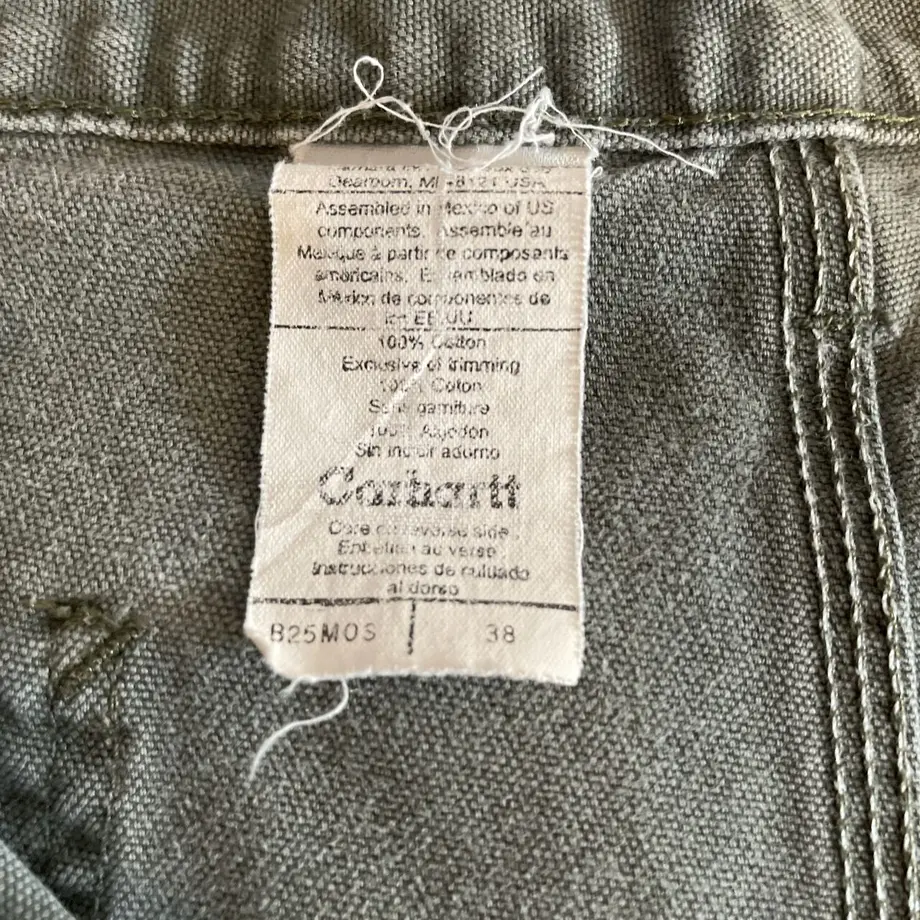 Dearborn, MI 48121 USA
Assembled in Mexico of US
components. Assemblé au
Mexique à partir de composants
américains. Ensamblado en
México de componentes de
los EE.UU.
100% Cotton
Exclusive of trimming
100% Coton
Sans garniture
100% Algodon
Sin incluir adorno
Carhartt
Care on reverse side
Entretien au verso
Instrucciones de cuidado
al dorso
B25MOS 38